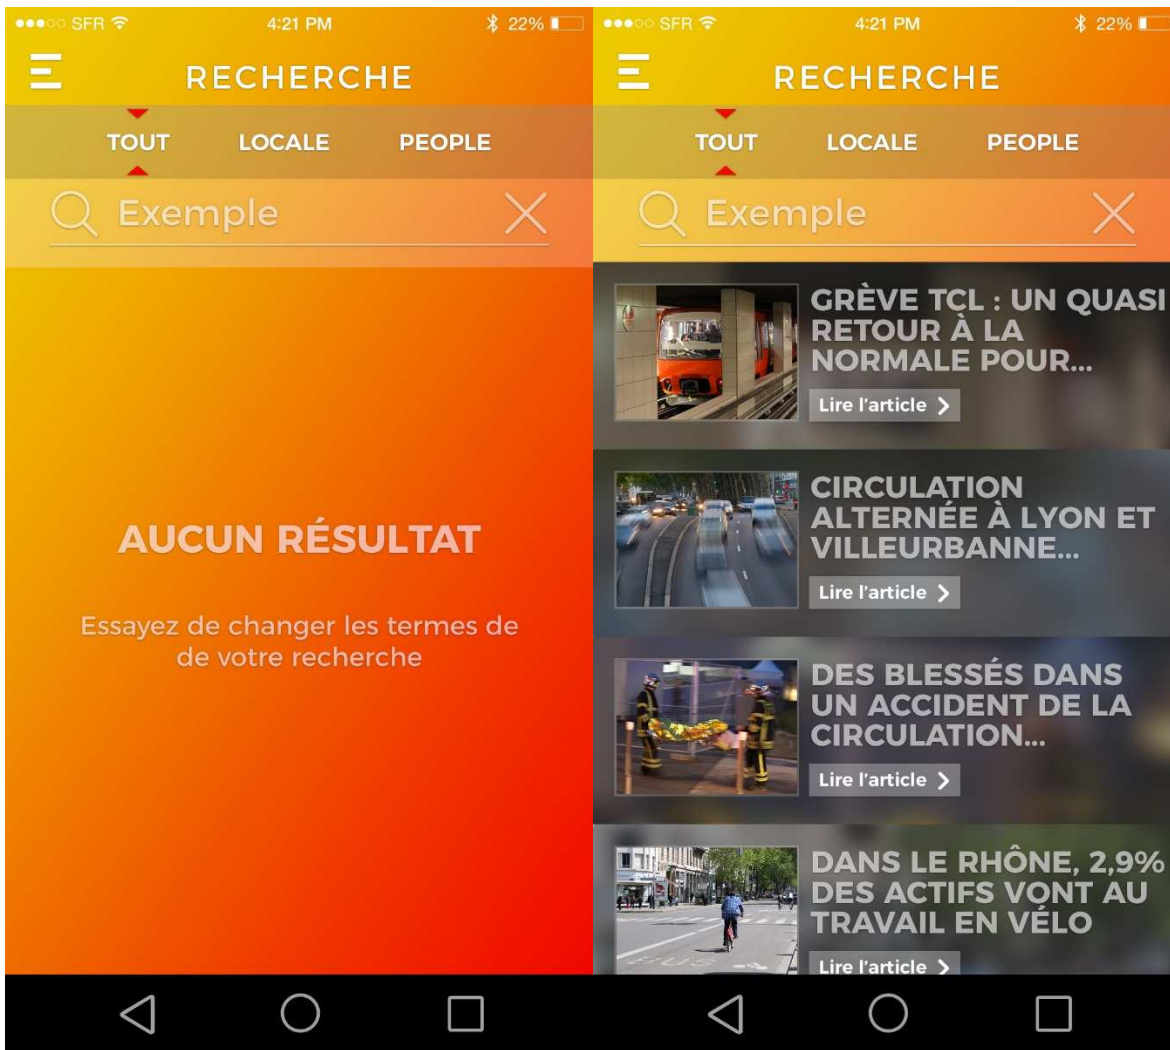 SFR 4:21 PM 22%
RECHERCHE
TOUT LOCALE PEOPLE
Exemple
AUCUN RÉSULTAT
Essayez de changer les termes de
de votre recherche
SFR 4:21 PM 22%
RECHERCHE
TOUT LOCALE PEOPLE
Exemple
GRÈVE TCL : UN QUASI
RETOUR À LA
NORMALE POUR...
Lire l'article
CIRCULATION
ALTERNÉE À LYON ET
VILLEURBANNE...
Lire l'article
DES BLESSÉS DANS
UN ACCIDENT DE LA
CIRCULATION...
Lire l'article
DANS LE RHÔNE, 2,9%
DES ACTIFS VONT AU
TRAVAIL EN VÉLO
BUS
Lire l'article